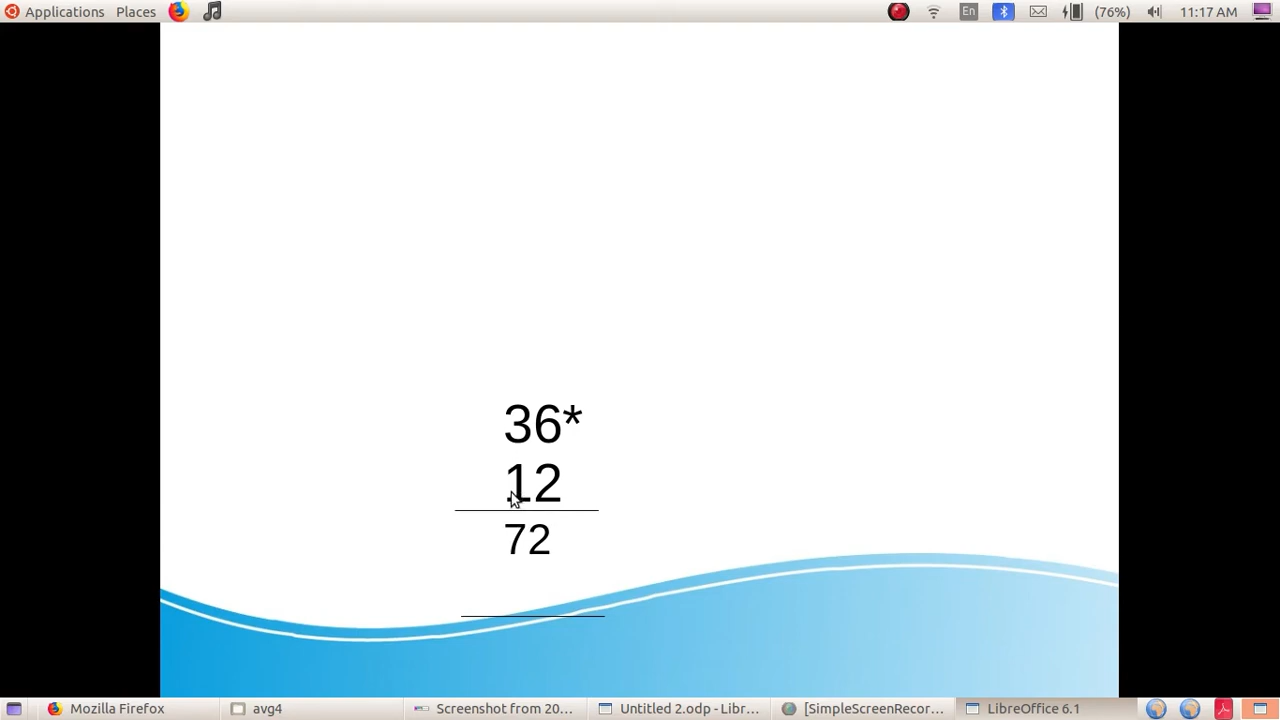 Applications Places En (76%) 11:17 AM
36*
12
72
Mozilla Firefox avg4 Screenshot from 20... Untitled 2.odp - Libr... [SimpleScreenRecor... LibreOffice 6.1